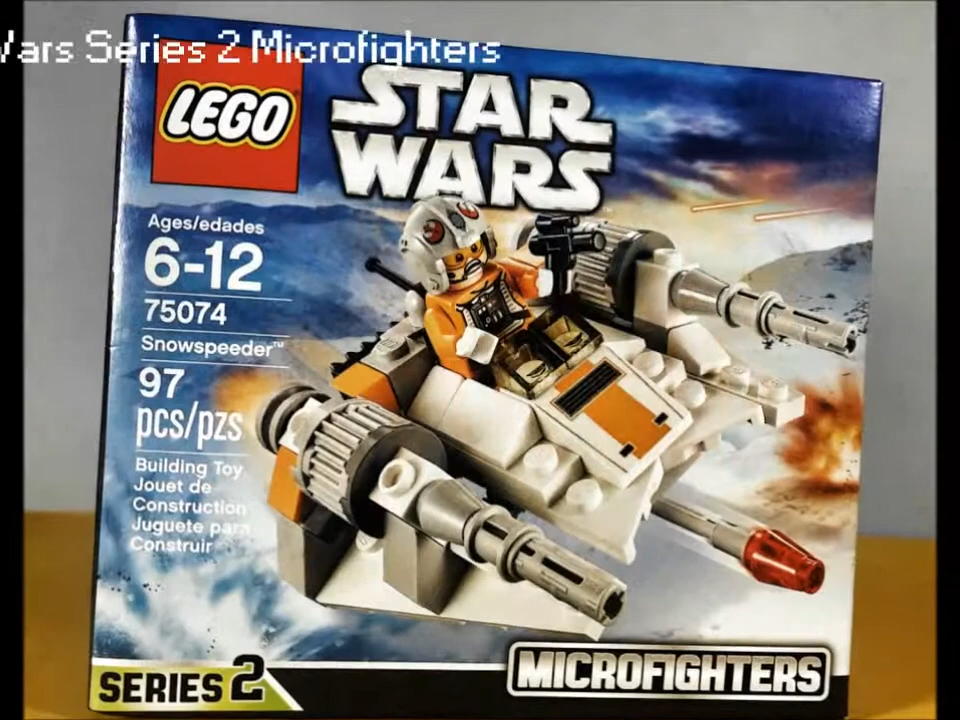 Wars Series 2 Microfighters
LEGO
STAR
WARS
Ages/edades
6-12
75074
Snowspeeder™
97
pcs/pzs
Building Toy
Jouet de
Construction
Juguete para
Construir
SERIES 2
MICROFIGHTERS